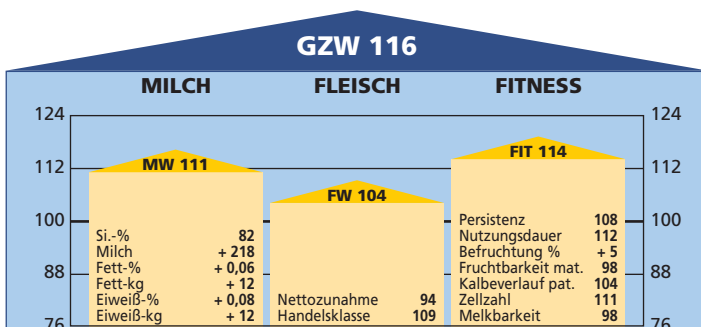 GZW 116
MILCH FLEISCH FITNESS
124 124
MW 111 FIT 114
112 112
FW 104
100 100
Si.-% 82
Milch + 218
Fett-% + 0,06
Fett-kg + 12
Eiweiß-% + 0,08
Eiweiß-kg + 12
Nettozunahme 94
Handelsklasse 109
Persistenz 108
Nutzungsdauer 112
Befruchtung % + 5
Fruchtbarkeit mat. 98
Kalbeverlauf pat. 104
Zellzahl 111
Melkbarkeit 98
88 88
76 76